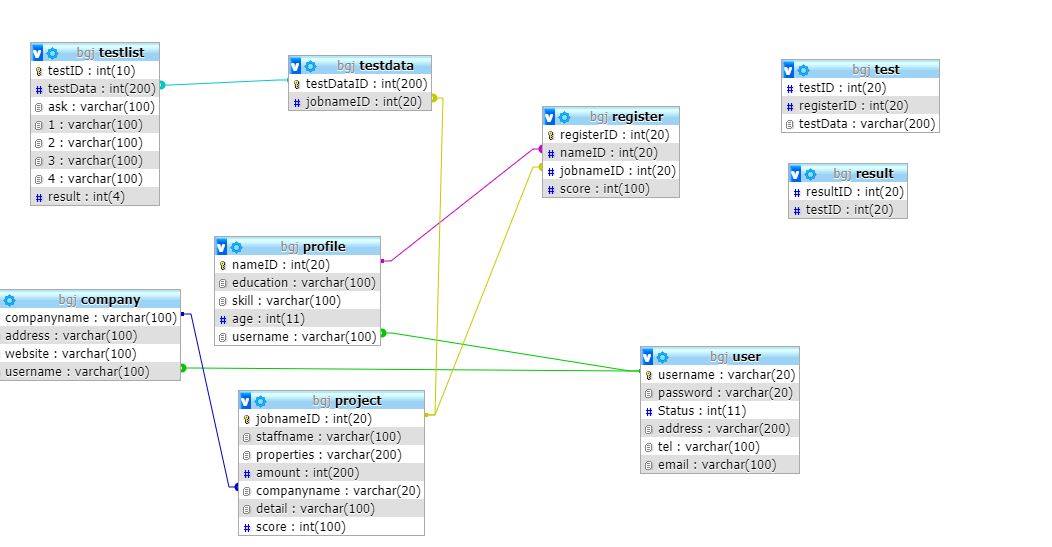 bgj testlist
testID : int(10)
testData : int(200)
ask : varchar(100)
1 : varchar(100)
2 : varchar(100)
3 : varchar(100)
4 : varchar(100)
result : int(4)
bgj testdata
testDataID : int(200)
jobnameID : int(20)
bgj register
registerID : int(20)
nameID : int(20)
jobnameID : int(20)
score : int(100)
bgj test
testID : int(20)
registerID : int(20)
testData : varchar(200)
bgj result
resultID : int(20)
testID : int(20)
bgj profile
nameID : int(20)
education : varchar(100)
skill : varchar(100)
age : int(11)
username : varchar(100)
bgj company
companyname : varchar(100)
address : varchar(100)
website : varchar(100)
username : varchar(100)
bgj project
jobnameID : int(20)
staffname : varchar(100)
properties : varchar(200)
amount : int(200)
companyname : varchar(20)
detail : varchar(100)
score : int(100)
bgj user
username : varchar(20)
password : varchar(20)
Status : int(11)
address : varchar(200)
tel : varchar(100)
email : varchar(100)